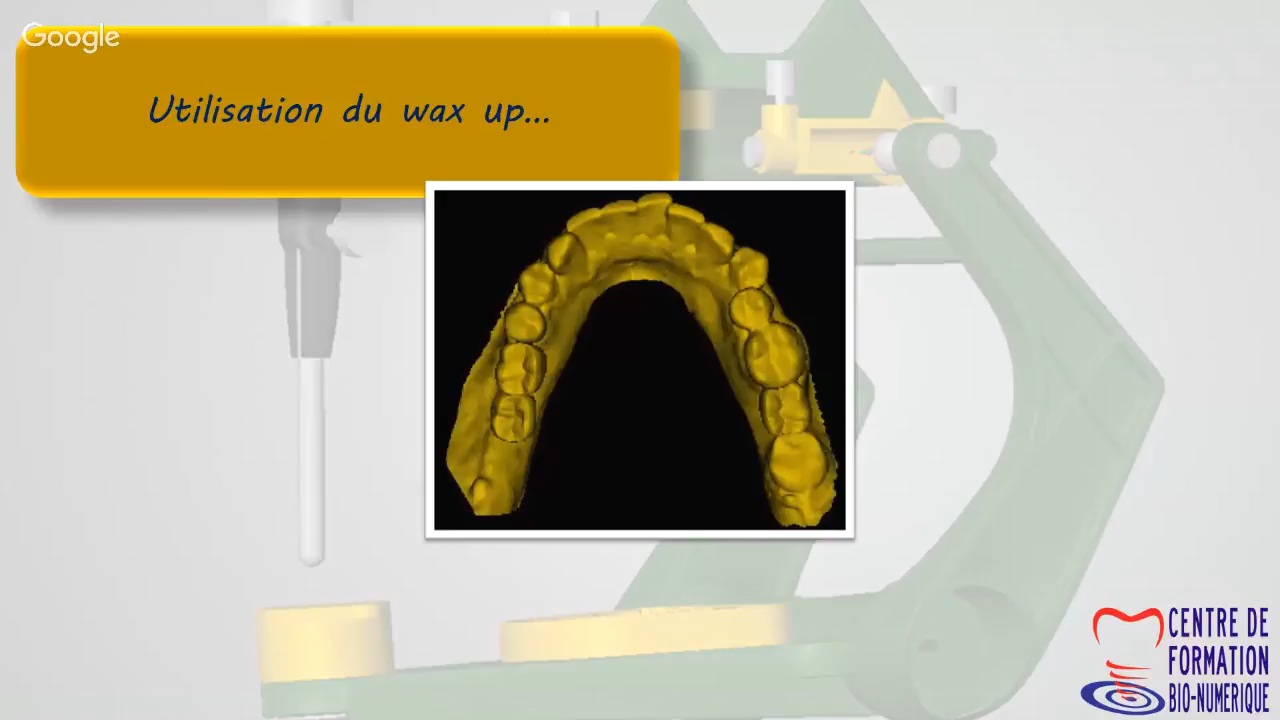 Google
Utilisation du wax up...
CENTRE DE
FORMATION
BIO-NUMERIQUE